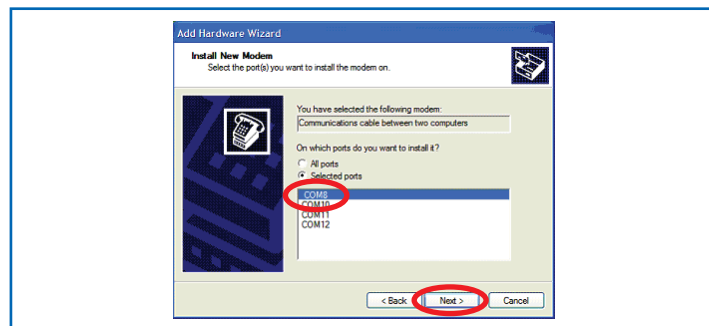 Add Hardware Wizard
Install New Modem
Select the port(s) you want to install the modem on.
You have selected the following modem:
Communications cable between two computers
On which ports do you want to install it?
All ports
Selected ports
COM8
COM10
COM11
COM12
< Back
Next >
Cancel